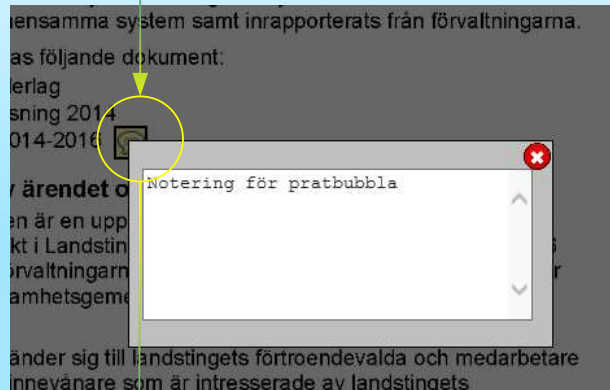 nensamma system samt inrapporterats från förvaltningarna.
as följande dokument:
lerlag
sning 2014
014-2016
Notering för pratbubbla
ärendet o
en är en upp
kt i Landstin
örvaltningarn
amhetsgeme
änder sig till landstingets förtroendevalda och medarbetare
innevånare som är intresserade av landstingets